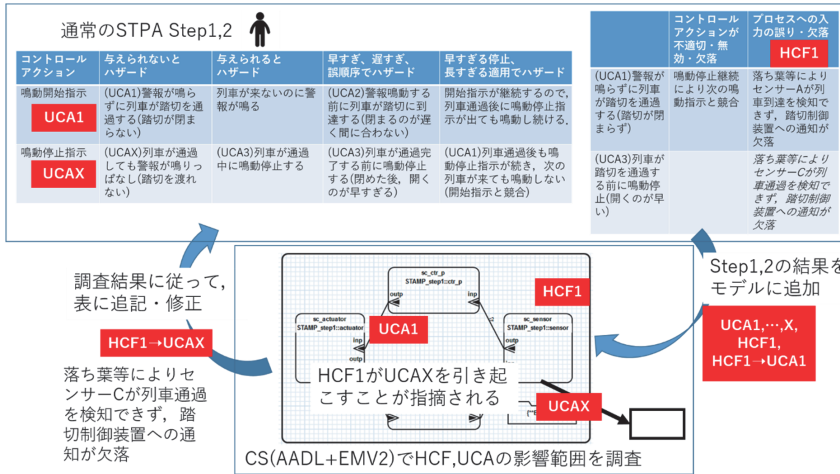 通常のSTPA Step1,2
コントロール
アクション
与えられないと
ハザード
与えられると
ハザード
早すぎ、遅すぎ、
誤順序でハザード
早すぎる停止、
長すぎる適用でハザード
鳴動開始指示
UCA1
(UCA1)警報が鳴
らずに列車が踏切を通
過する(踏切が閉ま
らない)
列車が来ないのに警
報が鳴る
(UCA2)警報鳴動する
前に列車が踏切に到
達する(閉まるのが遅
く間に合わない)
開始指示が継続するので,
列車通過後に鳴動停止指
示が出ても鳴動し続ける.
鳴動停止指示
UCAX
(UCAX)列車が通過
しても警報が鳴りっ
ぱなし(踏切を渡れ
ない)
(UCA3)列車が通過
中に鳴動停止する
(UCA3)列車が通過完
了する前に鳴動停止
する(閉めた後，開く
のが早すぎる)
(UCA1)列車通過後も鳴
動停止指示が続き，次の
列車が来ても鳴動しない
(開始指示と競合)
コントロール
アクションが
不適切・無
効・欠落
プロセスへの入
力の誤り・欠落
HCF1
(UCA1)警報が
鳴らずに列車
が踏切を通過
する(踏切が閉
まらず)
鳴動停止継続
により次の鳴
動指示と競合
落ち葉等により
センサーAが列
車到達を検知で
きず，踏切制御
装置への通知が
欠落
(UCA3)列車が
踏切を通過す
る前に鳴動停
止(開くのが早
い)
落ち葉等により
センサーCが列
車通過を検知で
きず，踏切制御
装置への通知が
欠落
調査結果に従って,
表に追記・修正
HCF1→UCAX
落ち葉等によりセ
ンサーCが列車通過
を検知できず，踏
切制御装置への通
知が欠落
sc_ctr_p
STAMP_step1::ctr_p
outp
inp
HCF1
sc_actuator
STAMP_step1::actuator
inp
outp
UCA1
sc_sensor
STAMP_step1::sensor
outp
HCF1がUCAXを引き起
こすことが指摘される
UCAX
CS(AADL+EMV2)でHCF,UCAの影響範囲を調査
Step1,2の結果を
モデルに追加
UCA1,…,X,
HCF1,
HCF1→UCA1